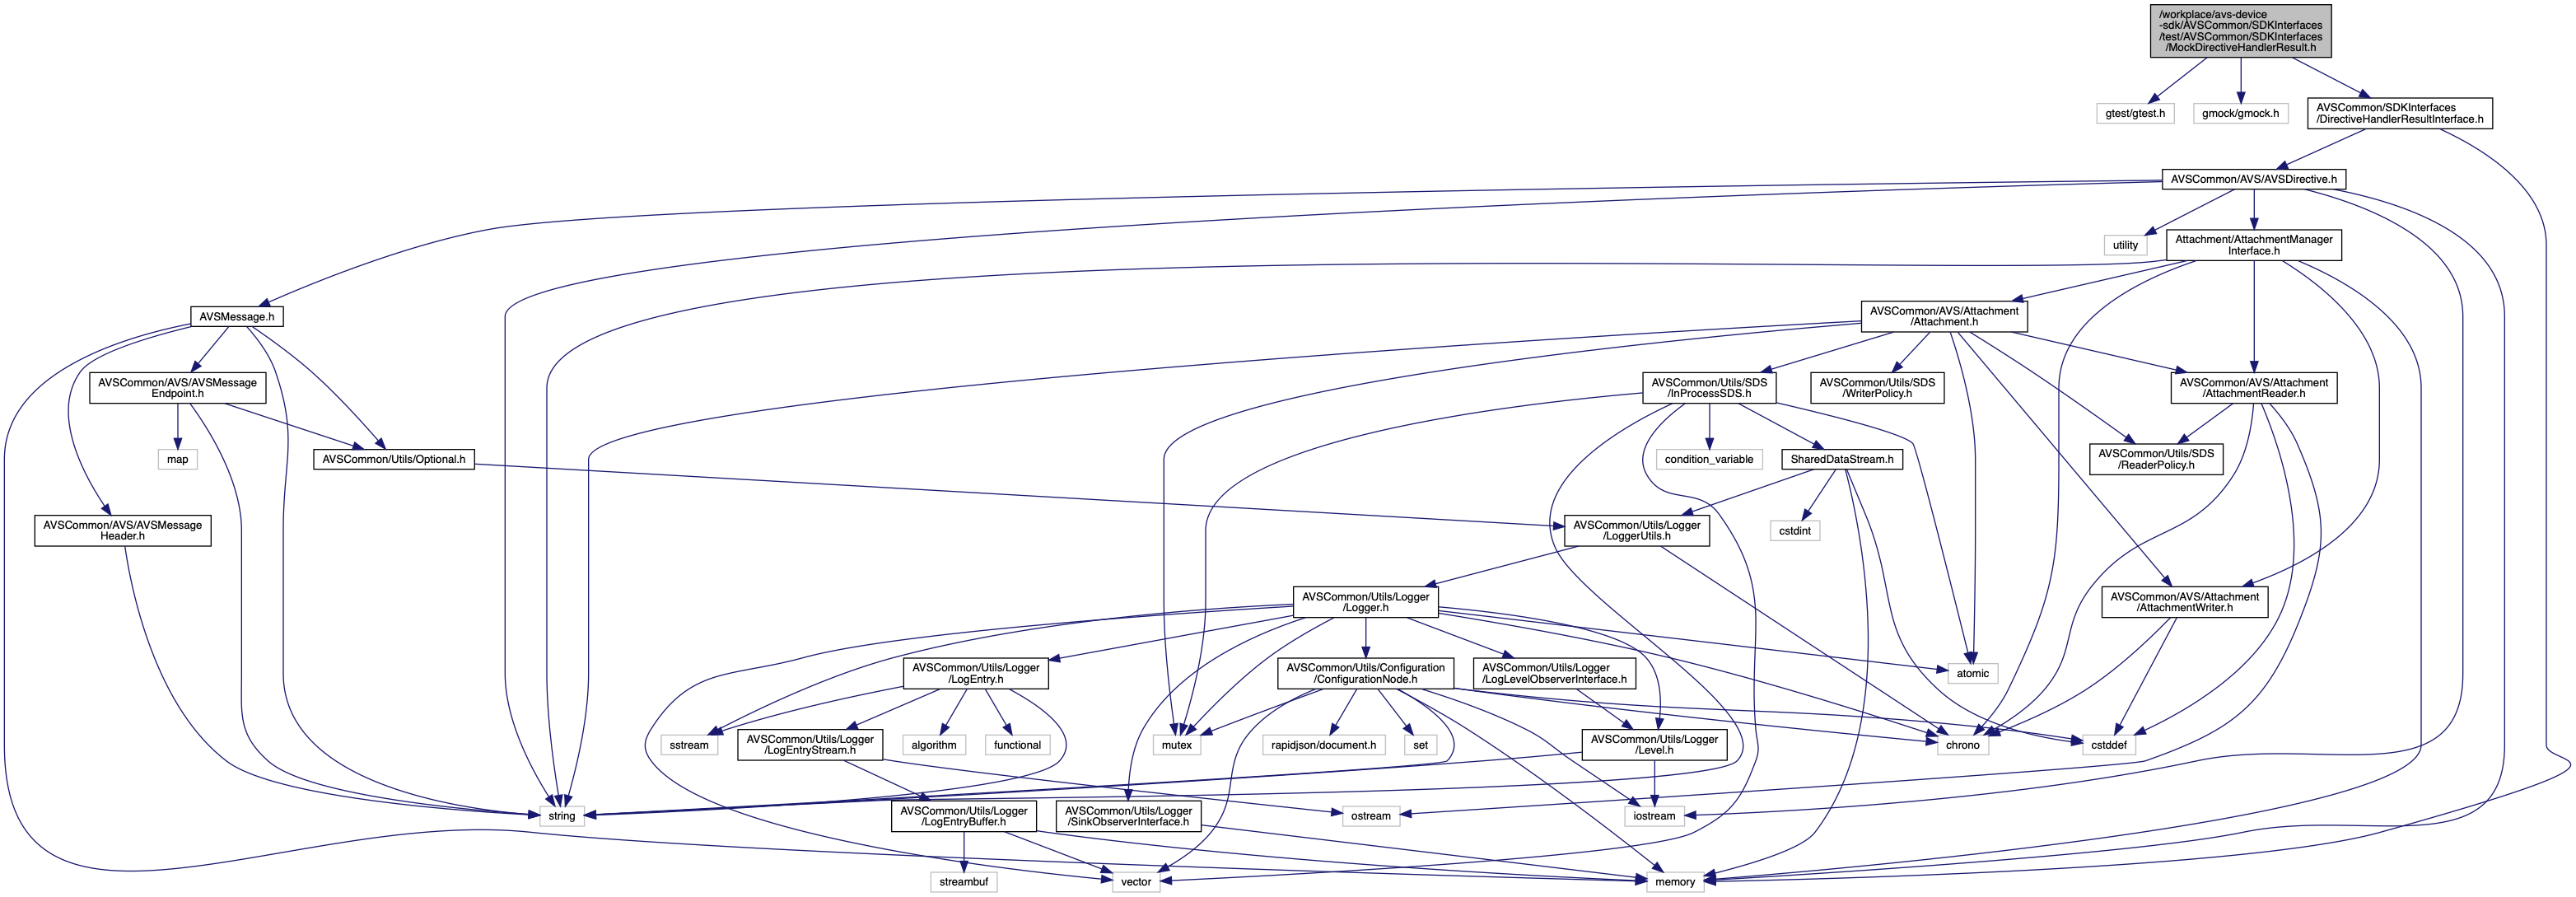 /workplace/avs-device
-sdk/AVSCommon/SDKInterfaces
/test/AVSCommon/SDKInterfaces
/MockDirectiveHandlerResult.h
gtest/gtest.h
gmock/gmock.h
AVSCommon/SDKInterfaces
/DirectiveHandlerResultInterface.h
AVSCommon/AVS/AVSDirective.h
utility
Attachment/AttachmentManager
Interface.h
AVSMessage.h
AVSCommon/AVS/Attachment
/Attachment.h
AVSCommon/AVS/AVSMessage
Endpoint.h
AVSCommon/Utils/SDS
/InProcessSDS.h
AVSCommon/Utils/SDS
/WriterPolicy.h
AVSCommon/AVS/Attachment
/AttachmentReader.h
map
AVSCommon/Utils/Optional.h
condition_variable
SharedDataStream.h
AVSCommon/Utils/SDS
/ReaderPolicy.h
AVSCommon/AVS/AVSMessage
Header.h
AVSCommon/Utils/Logger
/LoggerUtils.h
cstdint
AVSCommon/Utils/Logger
/Logger.h
AVSCommon/AVS/Attachment
/AttachmentWriter.h
AVSCommon/Utils/Logger
/LogEntry.h
AVSCommon/Utils/Configuration
/ConfigurationNode.h
AVSCommon/Utils/Logger
/LogLevelObserverInterface.h
atomic
sstream
AVSCommon/Utils/Logger
/LogEntryStream.h
algorithm
functional
mutex
rapidjson/document.h
set
AVSCommon/Utils/Logger
/Level.h
chrono
cstddef
string
AVSCommon/Utils/Logger
/LogEntryBuffer.h
AVSCommon/Utils/Logger
/SinkObserverInterface.h
ostream
iostream
streambuf
vector
memory